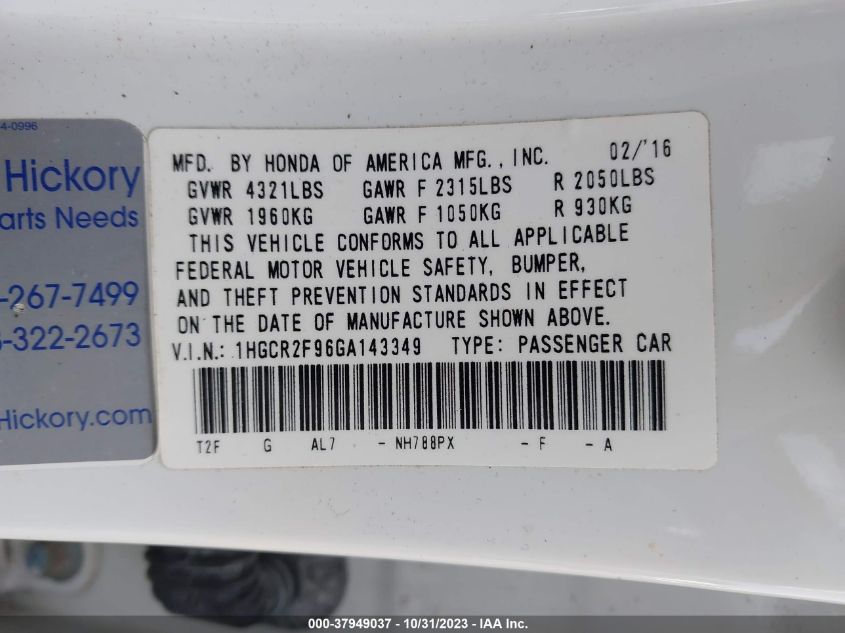 4-0996
Hickory
arts Needs
-267-7499
-322-2673
Hickory.com
MFD. BY HONDA OF AMERICA MFG., INC. 02/'16
GVWR 4321LBS GAWR F 2315LBS R 2050LBS
GVWR 1960KG GAWR F 1050KG R 930KG
THIS VEHICLE CONFORMS TO ALL APPLICABLE
FEDERAL MOTOR VEHICLE SAFETY, BUMPER,
AND THEFT PREVENTION STANDARDS IN EFFECT
ON THE DATE OF MANUFACTURE SHOWN ABOVE.
V.I.N.: 1HGCR2F96GA143349 TYPE: PASSENGER CAR
T2F G AL7 - NH788PX - F - A
000-37949037 - 10/31/2023 - IAA Inc.